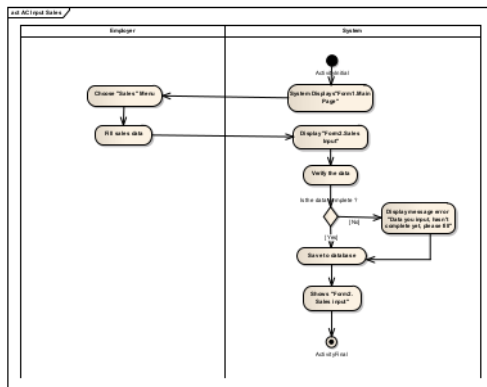 act AC Input Sales
Employer
System
ActivityInitial
System Displays "Form1.Main
Page"
Choose "Sales" Menu
Fill sales data
Display "Form2.Sales
Input"
Verify the data
Is the data complete ?
[No]
Display message error
"Data you input, hasn't
complete yet, please fill"
[Yes]
Save to database
Shows "Form2.
Sales Input"
ActivityFinal